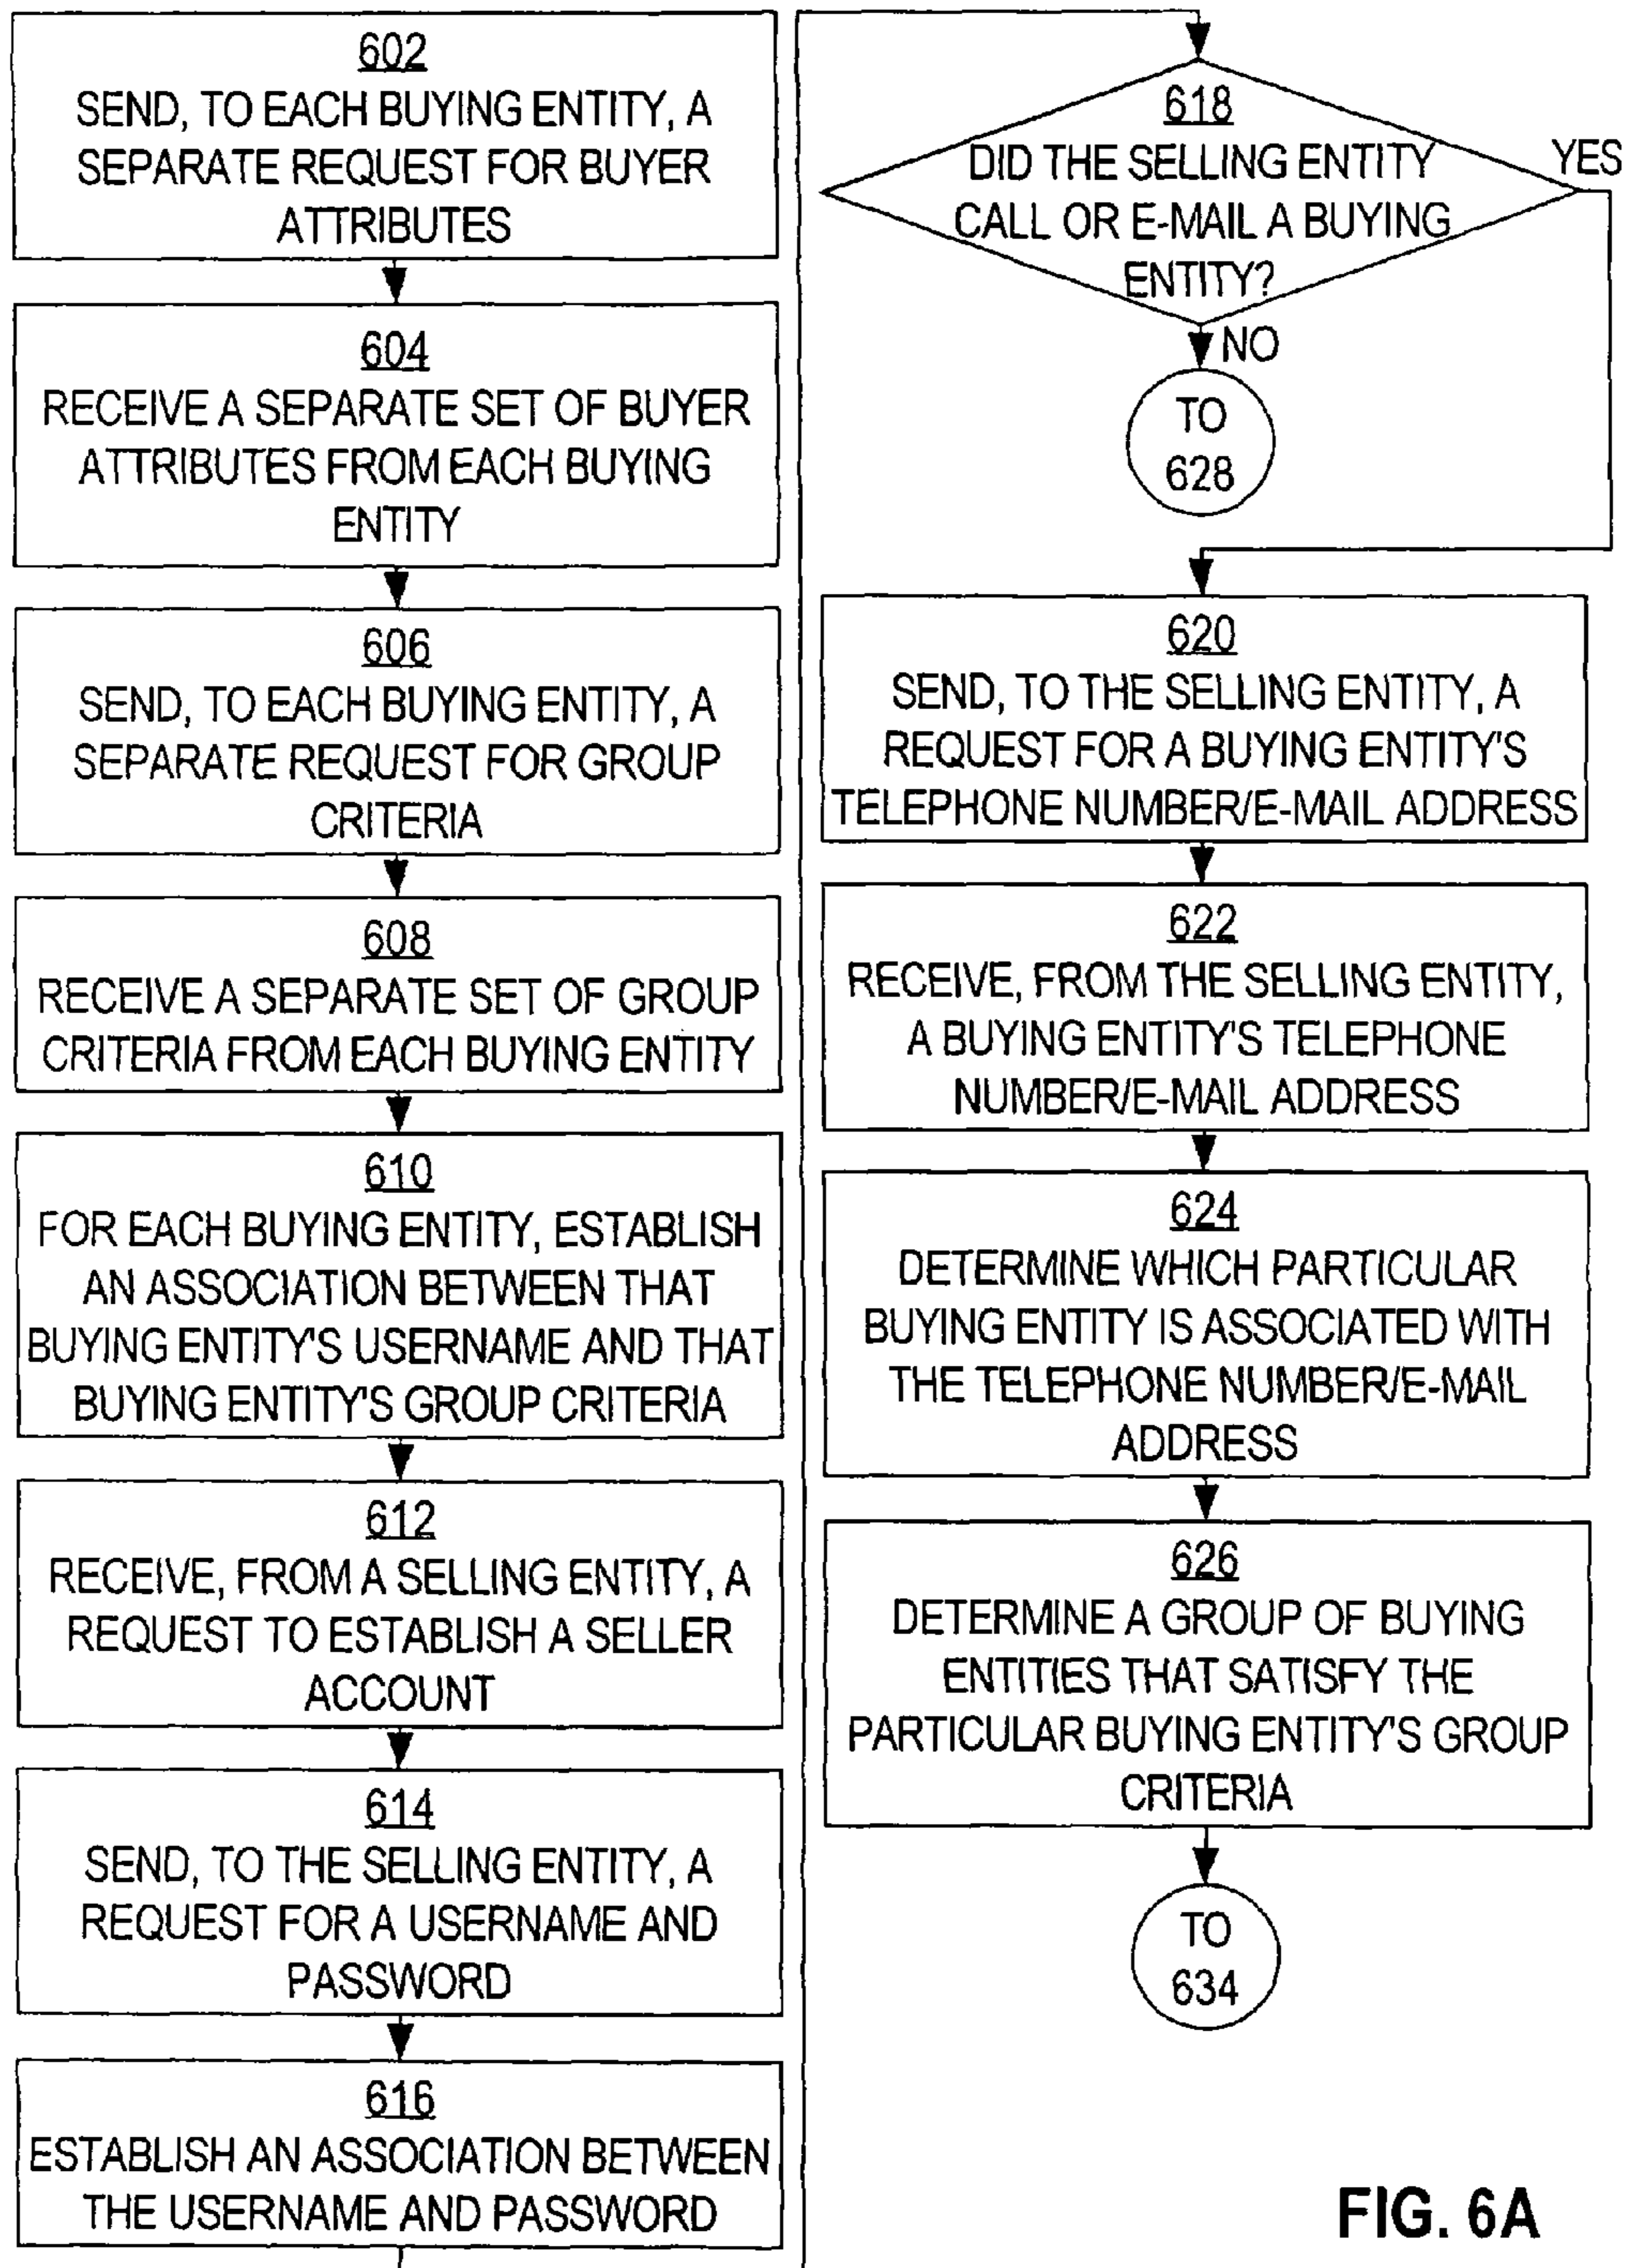 602
SEND, TO EACH BUYING ENTITY, A
SEPARATE REQUEST FOR BUYER
ATTRIBUTES
604
RECEIVE A SEPARATE SET OF BUYER
ATTRIBUTES FROM EACH BUYING
ENTITY
606
SEND, TO EACH BUYING ENTITY, A
SEPARATE REQUEST FOR GROUP
CRITERIA
608
RECEIVE A SEPARATE SET OF GROUP
CRITERIA FROM EACH BUYING ENTITY
610
FOR EACH BUYING ENTITY, ESTABLISH
AN ASSOCIATION BETWEEN THAT
BUYING ENTITY'S USERNAME AND THAT
BUYING ENTITY'S GROUP CRITERIA
612
RECEIVE, FROM A SELLING ENTITY, A
REQUEST TO ESTABLISH A SELLER
ACCOUNT
614
SEND, TO THE SELLING ENTITY, A
REQUEST FOR A USERNAME AND
PASSWORD
616
ESTABLISH AN ASSOCIATION BETWEEN
THE USERNAME AND PASSWORD
618
DID THE SELLING ENTITY
CALL OR E-MAIL A BUYING
ENTITY?
YES
NO
TO
628
620
SEND, TO THE SELLING ENTITY, A
REQUEST FOR A BUYING ENTITY'S
TELEPHONE NUMBER/E-MAIL ADDRESS
622
RECEIVE, FROM THE SELLING ENTITY,
A BUYING ENTITY'S TELEPHONE
NUMBER/E-MAIL ADDRESS
624
DETERMINE WHICH PARTICULAR
BUYING ENTITY IS ASSOCIATED WITH
THE TELEPHONE NUMBER/E-MAIL
ADDRESS
626
DETERMINE A GROUP OF BUYING
ENTITIES THAT SATISFY THE
PARTICULAR BUYING ENTITY'S GROUP
CRITERIA
TO
634
FIG. 6A